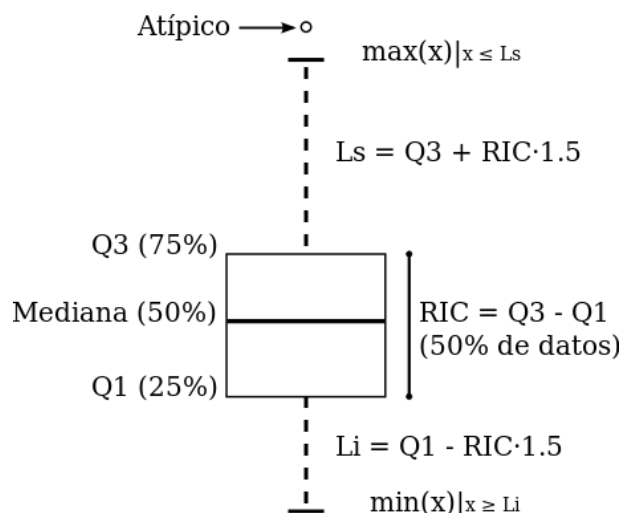 Atípico
max(x)|x ≤ Ls
Ls = Q3 + RIC·1.5
Q3 (75%)
Mediana (50%)
RIC = Q3 - Q1
(50% de datos)
Q1 (25%)
Li = Q1 - RIC·1.5
min(x)|x ≥ Li